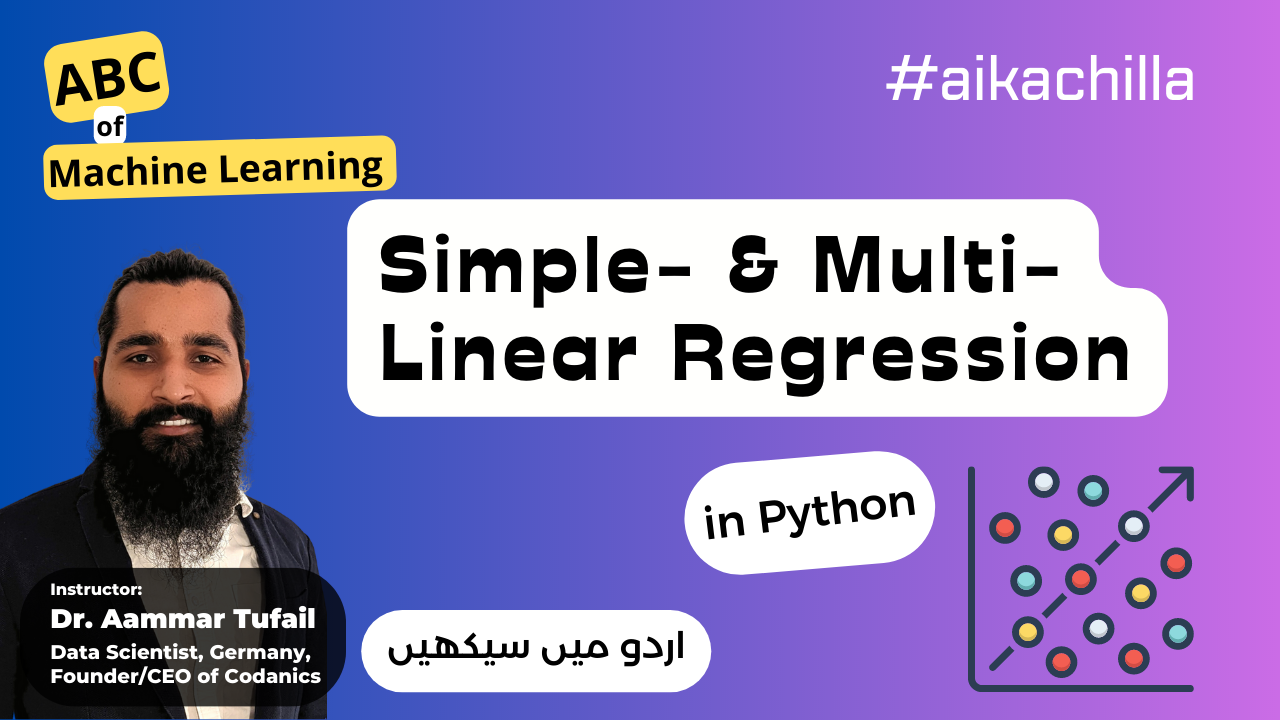 ABC
of
Machine Learning
#aikachilla
Simple- & Multi-
Linear Regression
in Python
Instructor:
Dr. Aammar Tufail
Data Scientist, Germany,
Founder/CEO of Codanics
اردو میں سیکھیں